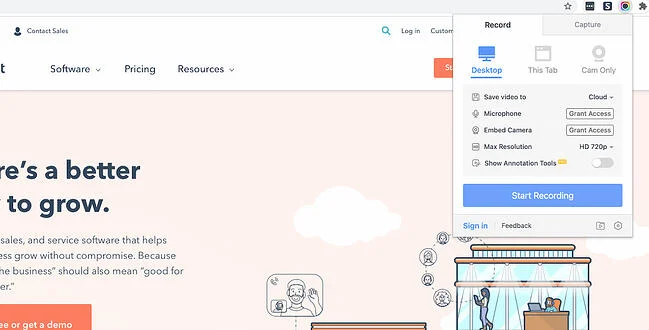 Contact Sales
Log in
Custom
Record
Capture
t
Software
Pricing
Resources
St
Desktop
This Tab
Cam Only
Save video to
Cloud
Microphone
Grant Access
Embed Camera
Grant Access
Max Resolution
HD 720p
Show Annotation Tools
Start Recording
Sign in
Feedback
re's a better
to grow.
sales, and service software that helps
ess grow without compromise. Because
he business" should also mean "good for
er."
ee or get a demo